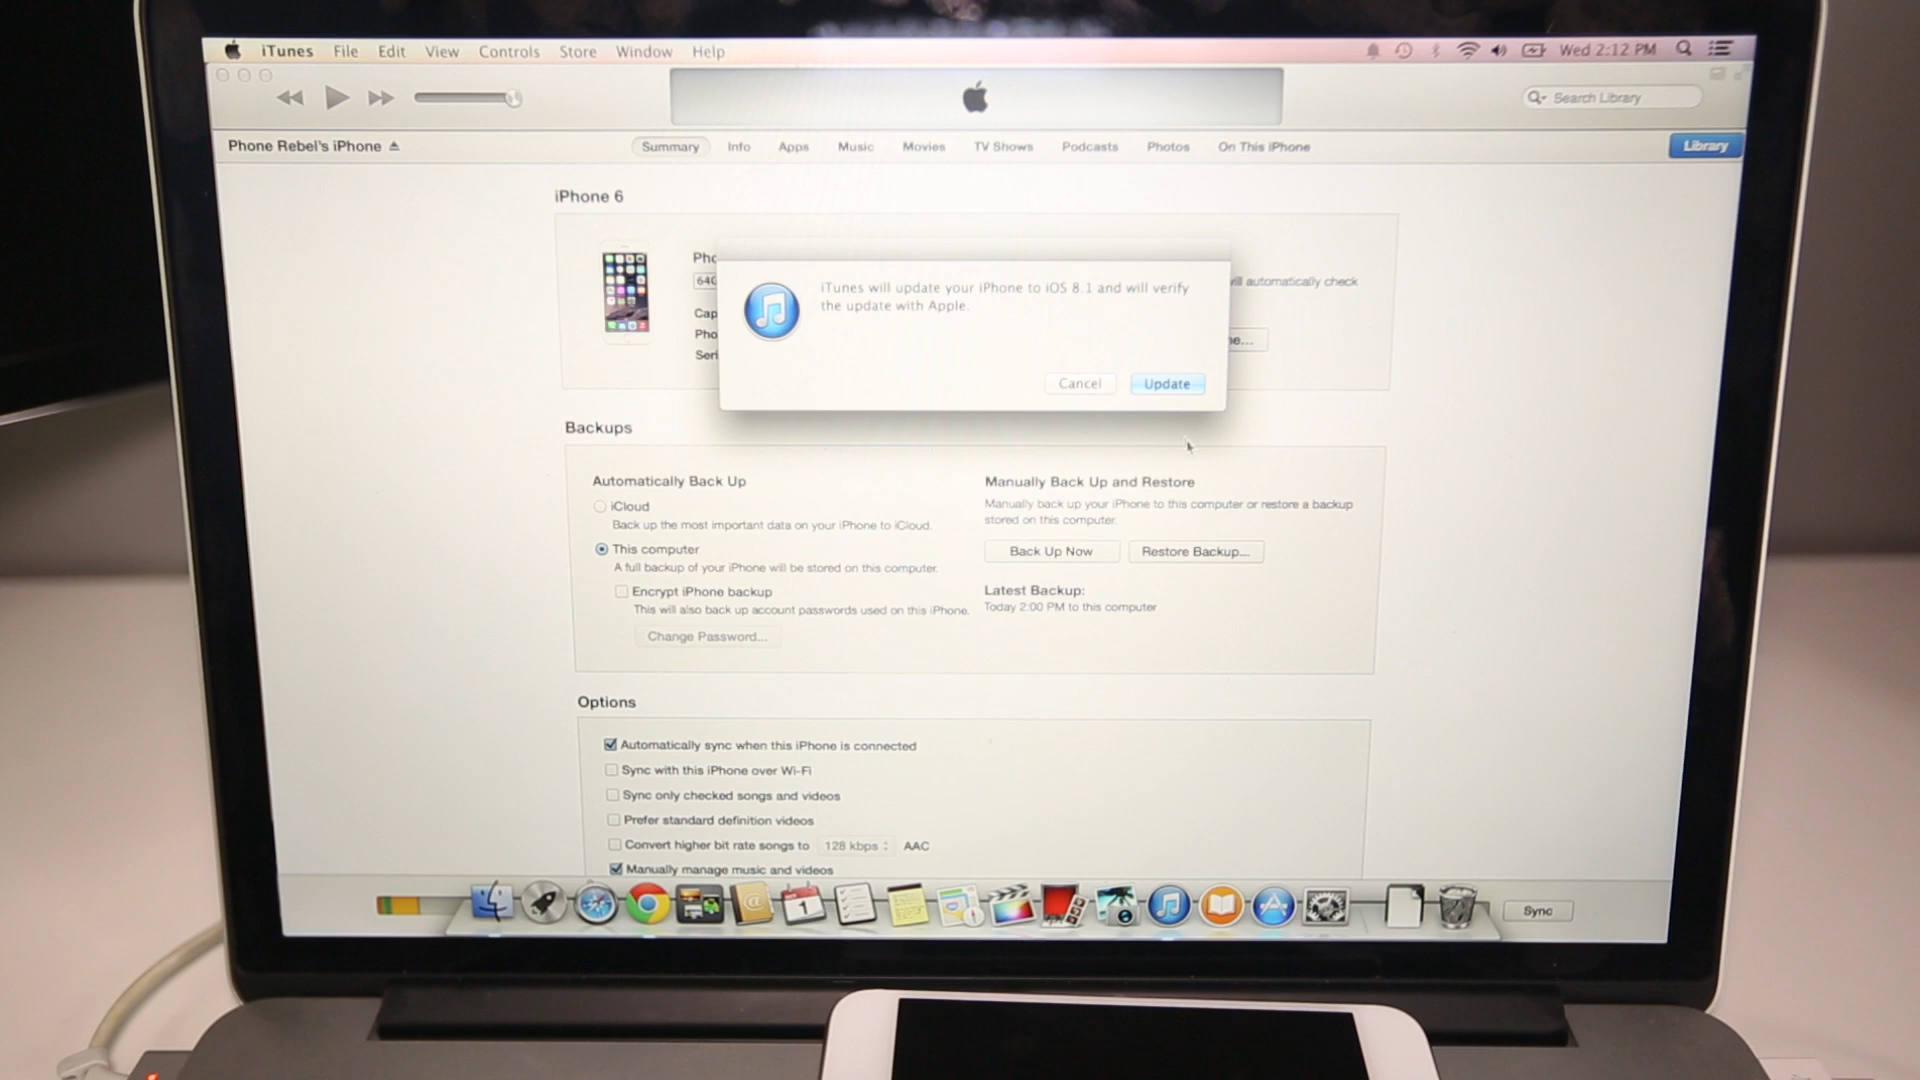 iTunes File Edit View Controls Store Window Help Wed 2:12 PM
Search Library
Phone Rebel's iPhone Summary Info Apps Music Movies TV Shows Podcasts Photos On This iPhone Library
iPhone 6
Pho
64G
Cap
Pho
Seri
iTunes will update your iPhone to iOS 8.1 and will verify
the update with Apple.
Cancel Update
will automatically check
ne...
Backups
Automatically Back Up
iCloud
Back up the most important data on your iPhone to iCloud.
This computer
A full backup of your iPhone will be stored on this computer.
Encrypt iPhone backup
This will also back up account passwords used on this iPhone.
Change Password...
Manually Back Up and Restore
Manually back up your iPhone to this computer or restore a backup
stored on this computer.
Back Up Now Restore Backup...
Latest Backup:
Today 2:00 PM to this computer
Options
Automatically sync when this iPhone is connected
Sync with this iPhone over Wi-Fi
Sync only checked songs and videos
Prefer standard definition videos
Convert higher bit rate songs to 128 kbps AAC
Manually manage music and videos
1
Sync